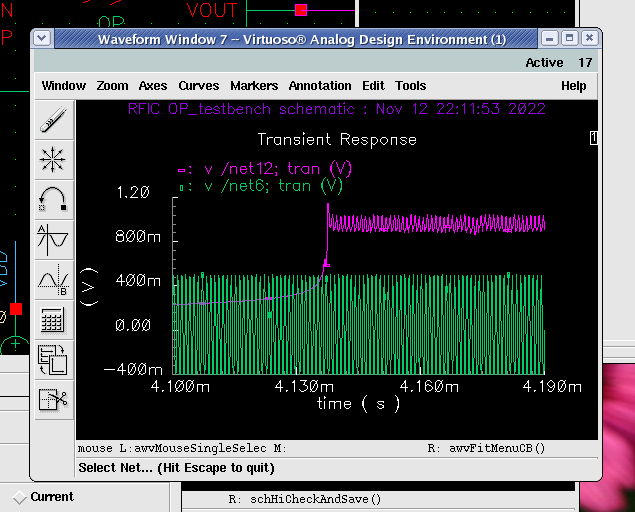 IN VOUT
P OP
Waveform Window 7 – Virtuoso® Analog Design Environment (1)
Active 17
Window Zoom Axes Curves Markers Annotation Edit Tools Help
RFIC OP_testbench schematic : Nov 12 22:11:53 2022
Transient Response
1
: v /net12; tran (V)
: v /net6; tran (V)
1.20
800m
400m
( V )
0.00
−400m
4.100m 4.130m 4.160m 4.190m
time ( s )
VDD
mouse L:awvMouseSingleSelec M: R: awvFitMenuCB()
Select Net... (Hit Escape to quit)
Current
R: schHiCheckAndSave()